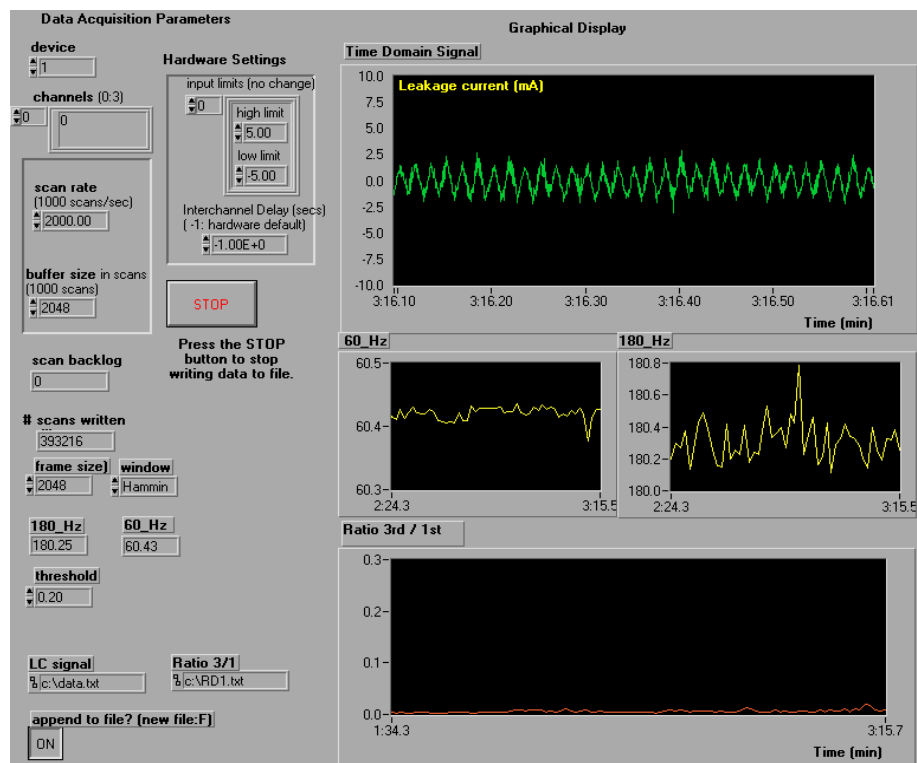 Data Acquisition Parameters
device
1
channels (0:3)
0
0
scan rate
(1000 scans/sec)
2000.00
buffer size in scans
(1000 scans)
2048
scan backlog
0
# scans written
393216
frame size)
2048
window
Hammin
180_Hz
180.25
60_Hz
60.43
threshold
0.20
LC signal
c:\data.txt
Ratio 3/1
c:\RD1.txt
append to file? (new file:F)
ON
Hardware Settings
input limits (no change)
0
high limit
5.00
low limit
-5.00
Interchannel Delay (secs)
( -1: hardware default)
-1.00E+0
STOP
Press the STOP
button to stop
writing data to file.
Graphical Display
Time Domain Signal
Leakage current (mA)
10.0
7.5
5.0
2.5
0.0
-2.5
-5.0
-7.5
-10.0
3:16.10
3:16.20
3:16.30
3:16.40
3:16.50
3:16.61
Time (min)
60_Hz
60.5
60.4
60.3
2:24.3
3:15.5
180_Hz
180.8
180.6
180.4
180.2
180.0
2:24.3
3:15.5
Ratio 3rd / 1st
0.3
0.2
0.1
0.0
1:34.3
3:15.7
Time (min)